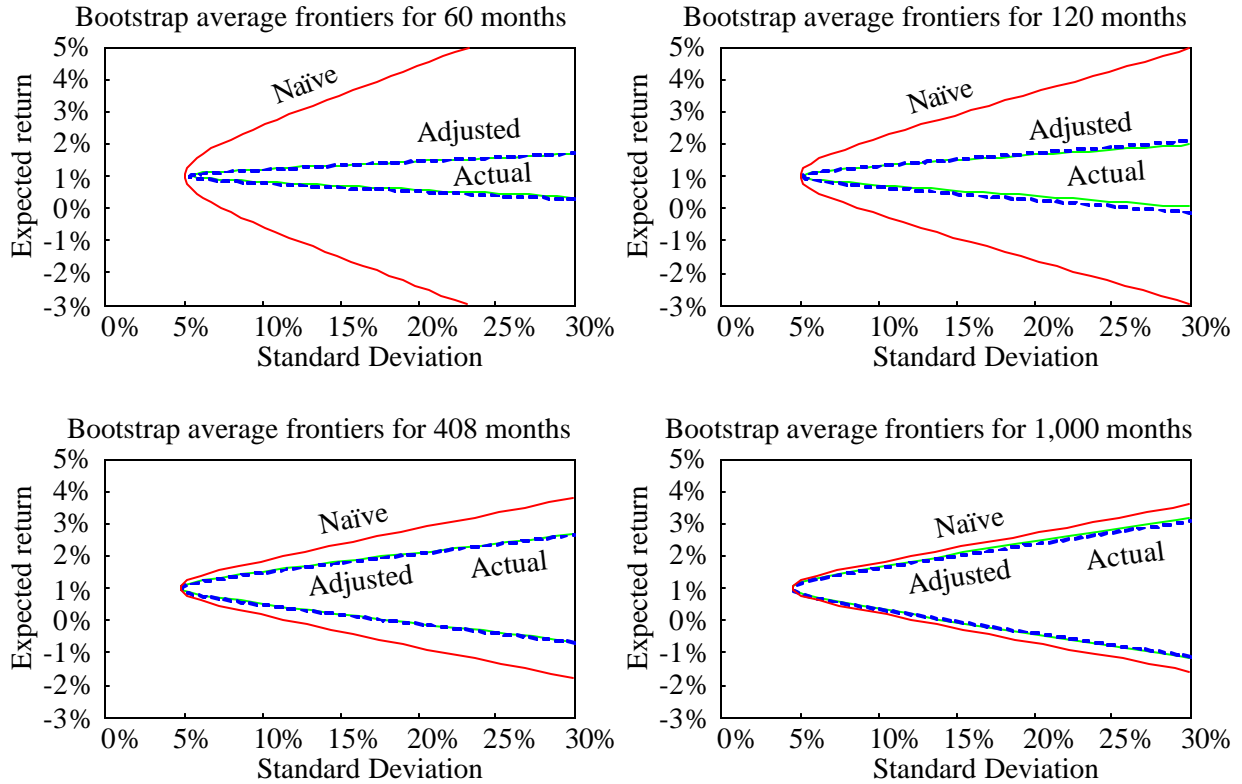 Bootstrap average frontiers for 60 months
5%
4%
3%
2%
1%
0%
-1%
-2%
-3%
Expected return
Naïve
Adjusted
Actual
0% 5% 10% 15% 20% 25% 30%
Standard Deviation
Bootstrap average frontiers for 120 months
5%
4%
3%
2%
1%
0%
-1%
-2%
-3%
Expected return
Naïve
Adjusted
Actual
0% 5% 10% 15% 20% 25% 30%
Standard Deviation
Bootstrap average frontiers for 408 months
5%
4%
3%
2%
1%
0%
-1%
-2%
-3%
Expected return
Naïve
Adjusted
Actual
0% 5% 10% 15% 20% 25% 30%
Standard Deviation
Bootstrap average frontiers for 1,000 months
5%
4%
3%
2%
1%
0%
-1%
-2%
-3%
Expected return
Naïve
Adjusted
Actual
0% 5% 10% 15% 20% 25% 30%
Standard Deviation